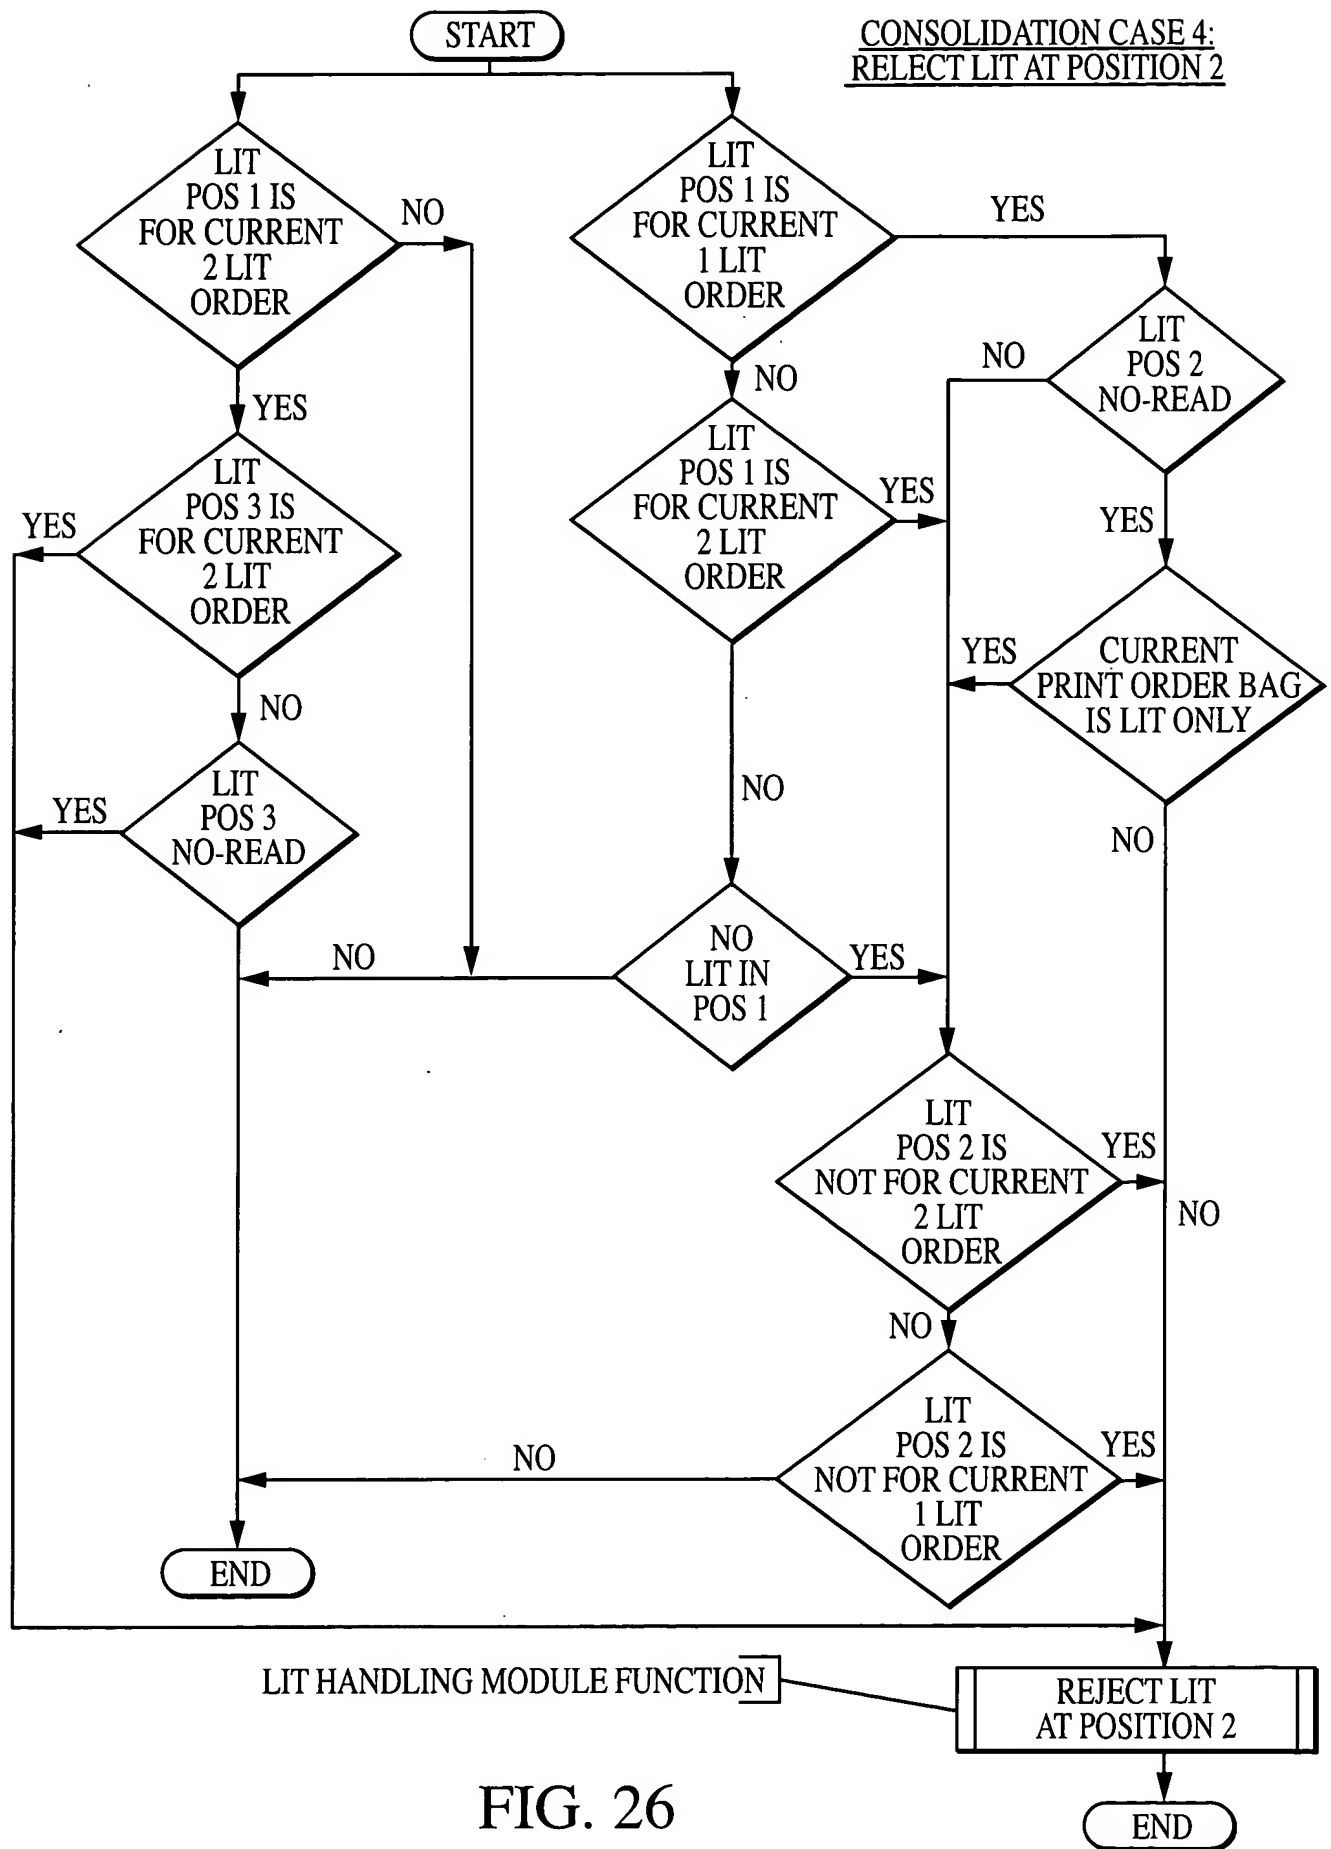 START
CONSOLIDATION CASE 4:
RELECT LIT AT POSITION 2
LIT
POS 1 IS
FOR CURRENT
2 LIT
ORDER
NO
LIT
POS 1 IS
FOR CURRENT
1 LIT
ORDER
YES
LIT
POS 2
NO-READ
NO
YES
NO
LIT
POS 3 IS
FOR CURRENT
2 LIT
ORDER
YES
LIT
POS 1 IS
FOR CURRENT
2 LIT
ORDER
YES
YES
CURRENT
PRINT ORDER BAG
IS LIT ONLY
YES
NO
LIT
POS 3
NO-READ
YES
NO
NO
NO
LIT IN
POS 1
NO
YES
LIT
POS 2 IS
NOT FOR CURRENT
2 LIT
ORDER
YES
NO
NO
LIT
POS 2 IS
NOT FOR CURRENT
1 LIT
ORDER
NO
YES
END
LIT HANDLING MODULE FUNCTION
REJECT LIT
AT POSITION 2
END
FIG. 26